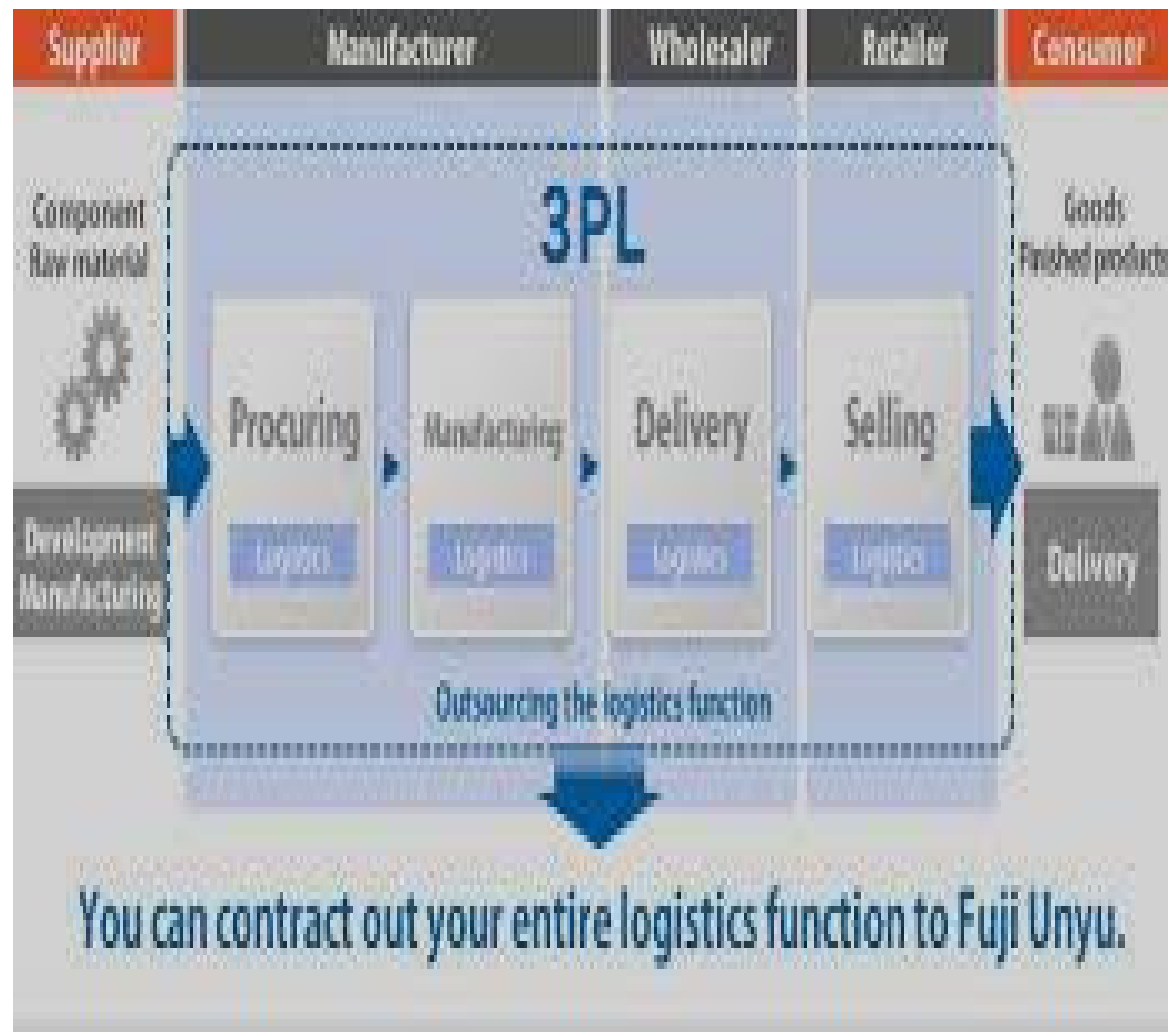 Supplier
Manufacturer
Wholesaler
Retailer
Consumer
3PL
Component
Raw material
Goods
Finished products
Procuring
Manufacturing
Delivery
Selling
Logistics
Logistics
Logistics
Logistics
Development
Manufacturing
Delivery
Outsourcing the logistics function
You can contract out your entire logistics function to Fuji Unyu.